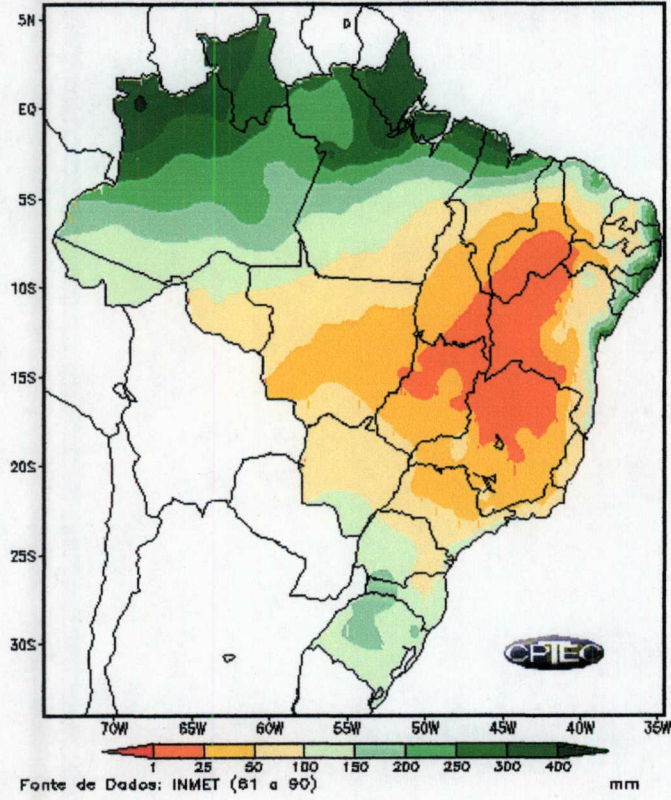 5N
EQ
5S
10S
15S
20S
25S
30S
CPTEC
70W 65W 60W 55W 50W 45W 40W 35W
1 25 50 100 150 200 250 300 400
Fonte de Dados: INMET (61 a 90) mm